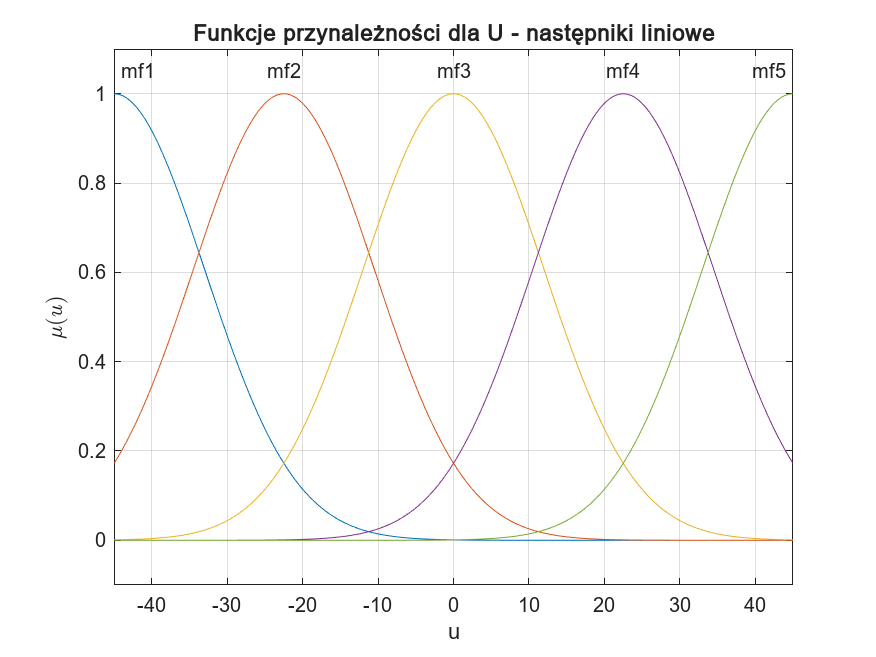 Funkcje przynależności dla U - następniki liniowe
mf1 mf2 mf3 mf4 mf5
1
0.8
0.6
0.4
0.2
0
μ(u)
-40 -30 -20 -10 0 10 20 30 40
u